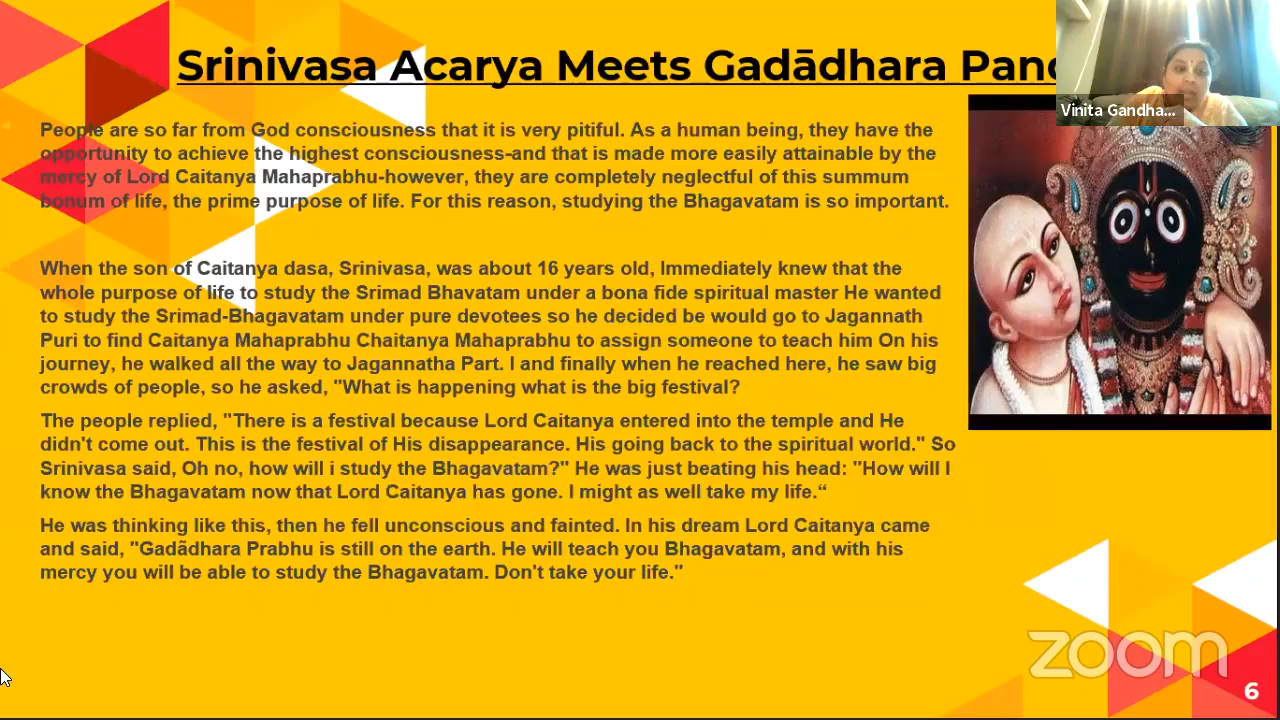 Srinivasa Acarya Meets Gadādhara Pand
Vinita Gandha...
People are so far from God consciousness that it is very pitiful. As a human being, they have the
opportunity to achieve the highest consciousness-and that is made more easily attainable by the
mercy of Lord Caitanya Mahaprabhu-however, they are completely neglectful of this summum
bonum of life, the prime purpose of life. For this reason, studying the Bhagavatam is so important.
When the son of Caitanya dasa, Srinivasa, was about 16 years old, Immediately knew that the
whole purpose of life to study the Srimad Bhavatam under a bona fide spiritual master He wanted
to study the Srimad-Bhagavatam under pure devotees so he decided be would go to Jagannath
Puri to find Caitanya Mahaprabhu Chaitanya Mahaprabhu to assign someone to teach him On his
journey, he walked all the way to Jagannatha Part. I and finally when he reached here, he saw big
crowds of people, so he asked, "What is happening what is the big festival?
The people replied, "There is a festival because Lord Caitanya entered into the temple and He
didn't come out. This is the festival of His disappearance. His going back to the spiritual world." So
Srinivasa said, Oh no, how will i study the Bhagavatam?" He was just beating his head: "How will I
know the Bhagavatam now that Lord Caitanya has gone. I might as well take my life.“
He was thinking like this, then he fell unconscious and fainted. In his dream Lord Caitanya came
and said, "Gadãdhara Prabhu is still on the earth. He will teach you Bhagavatam, and with his
mercy you will be able to study the Bhagavatam. Don't take your life."
zoom
6